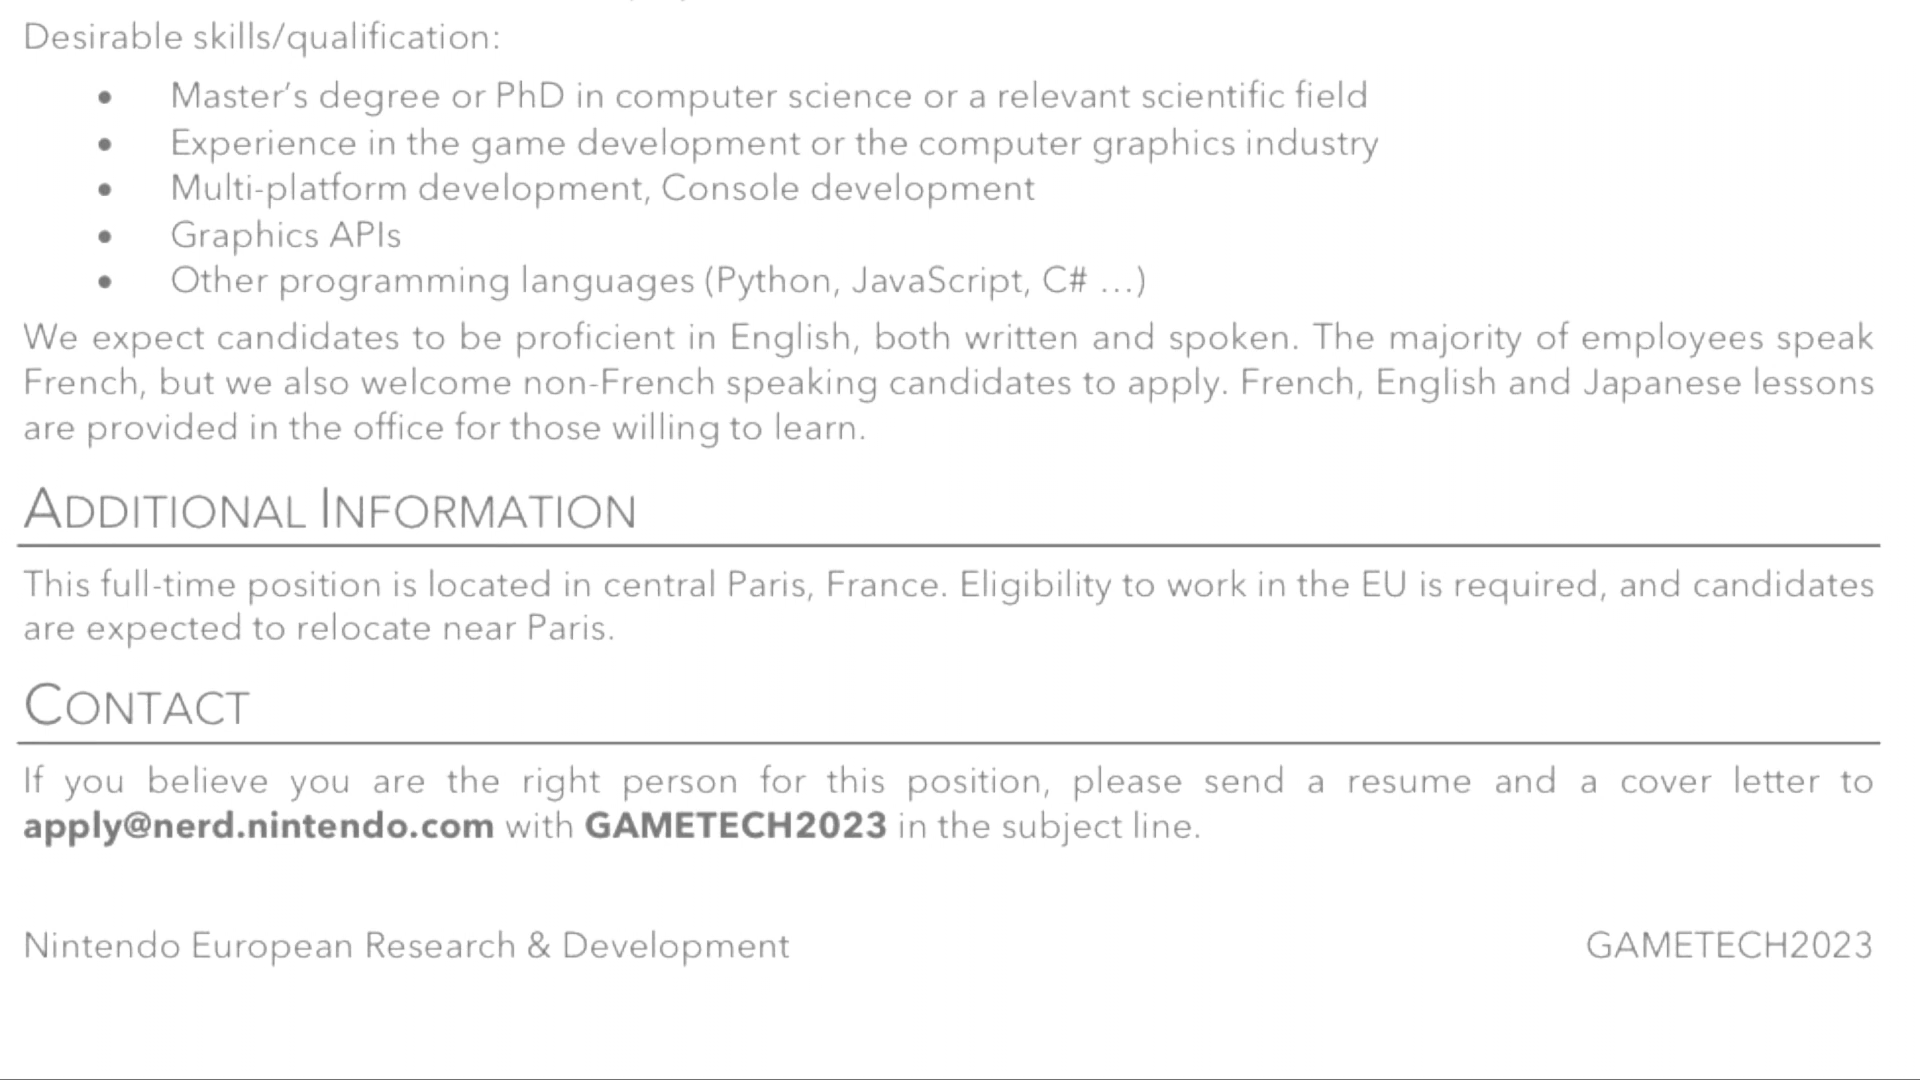 Desirable skills/qualification:
• Master’s degree or PhD in computer science or a relevant scientific field
• Experience in the game development or the computer graphics industry
• Multi-platform development, Console development
• Graphics APIs
• Other programming languages (Python, JavaScript, C# …)
We expect candidates to be proficient in English, both written and spoken. The majority of employees speak
French, but we also welcome non-French speaking candidates to apply. French, English and Japanese lessons
are provided in the office for those willing to learn.
ADDITIONAL INFORMATION
This full-time position is located in central Paris, France. Eligibility to work in the EU is required, and candidates
are expected to relocate near Paris.
CONTACT
If you believe you are the right person for this position, please send a resume and a cover letter to
apply@nerd.nintendo.com with GAMETECH2023 in the subject line.
Nintendo European Research & Development GAMETECH2023